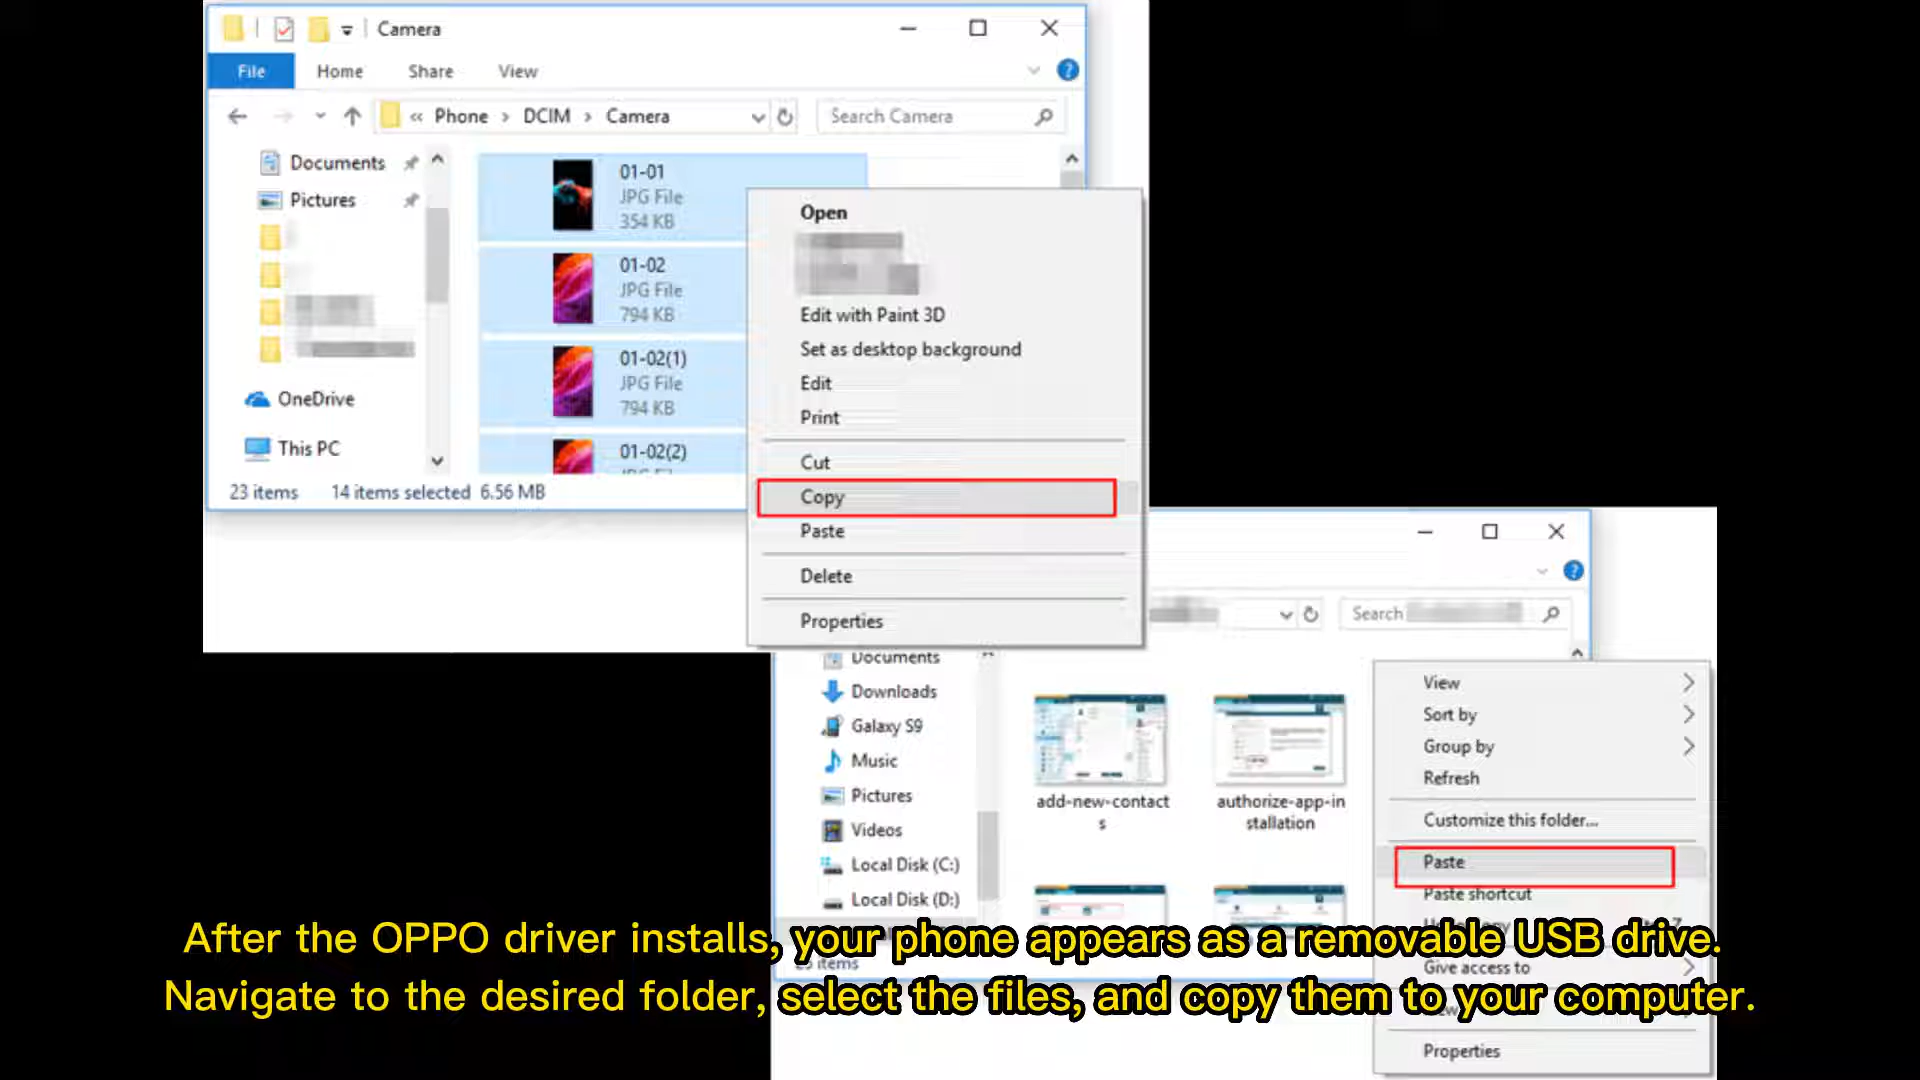 Camera
File Home Share View
« Phone › DCIM › Camera
Search Camera
Documents
Pictures
OneDrive
This PC
01-01
JPG File
354 KB
01-02
JPG File
794 KB
01-02(1)
JPG File
794 KB
01-02(2)
23 items 14 items selected 6.56 MB
Open
Edit with Paint 3D
Set as desktop background
Edit
Print
Cut
Copy
Paste
Delete
Properties
Search
Documents
Downloads
Galaxy S9
Music
Pictures
Videos
Local Disk (C:)
Local Disk (D:)
items
add-new-contact
s
authorize-app-in
stallation
View
Sort by
Group by
Refresh
Customize this folder...
Paste
Paste shortcut
Give access to
Properties
After the OPPO driver installs, your phone appears as a removable USB drive.
Navigate to the desired folder, select the files, and copy them to your computer.